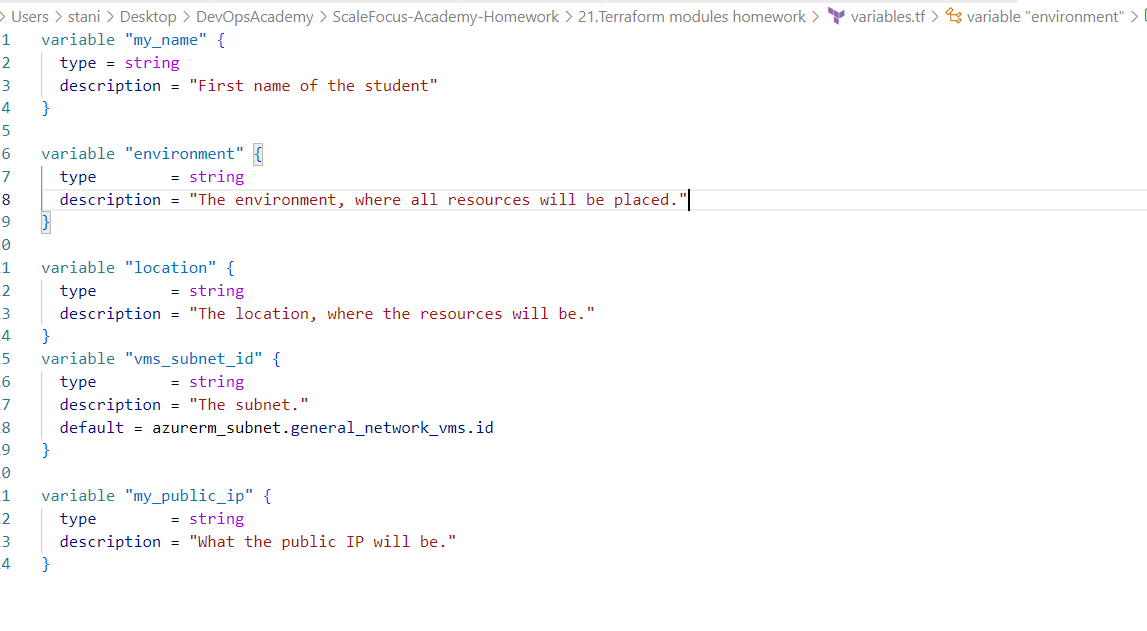 Users > stani > Desktop > DevOpsAcademy > ScaleFocus-Academy-Homework > 21.Terraform modules homework > variables.tf > variable "environment" >
1 variable "my_name" {
2 type = string
3 description = "First name of the student"
4 }
5
6 variable "environment" {
7 type = string
8 description = "The environment, where all resources will be placed."
9 }
.0
.1 variable "location" {
.2 type = string
.3 description = "The location, where the resources will be."
.4 }
.5 variable "vms_subnet_id" {
.6 type = string
.7 description = "The subnet."
.8 default = azurerm_subnet.general_network_vms.id
.9 }
.0
.1 variable "my_public_ip" {
.2 type = string
.3 description = "What the public IP will be."
.4 }